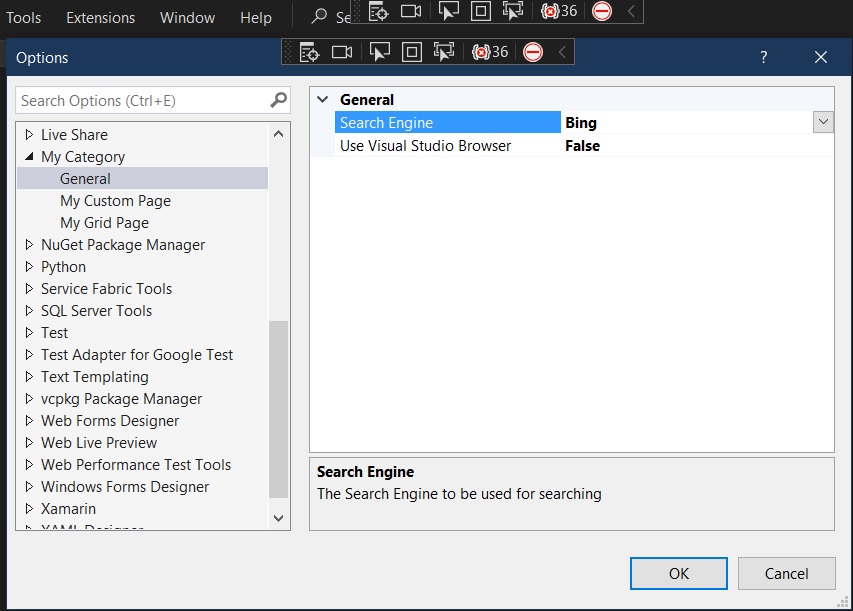 Tools Extensions Window Help Se 36
36
Options ?
Search Options (Ctrl+E)
Live Share
My Category
General
My Custom Page
My Grid Page
NuGet Package Manager
Python
Service Fabric Tools
SQL Server Tools
Test
Test Adapter for Google Test
Text Templating
vcpkg Package Manager
Web Forms Designer
Web Live Preview
Web Performance Test Tools
Windows Forms Designer
Xamarin
XAML Designer
General
Search Engine Bing
Use Visual Studio Browser False
Search Engine
The Search Engine to be used for searching
OK Cancel